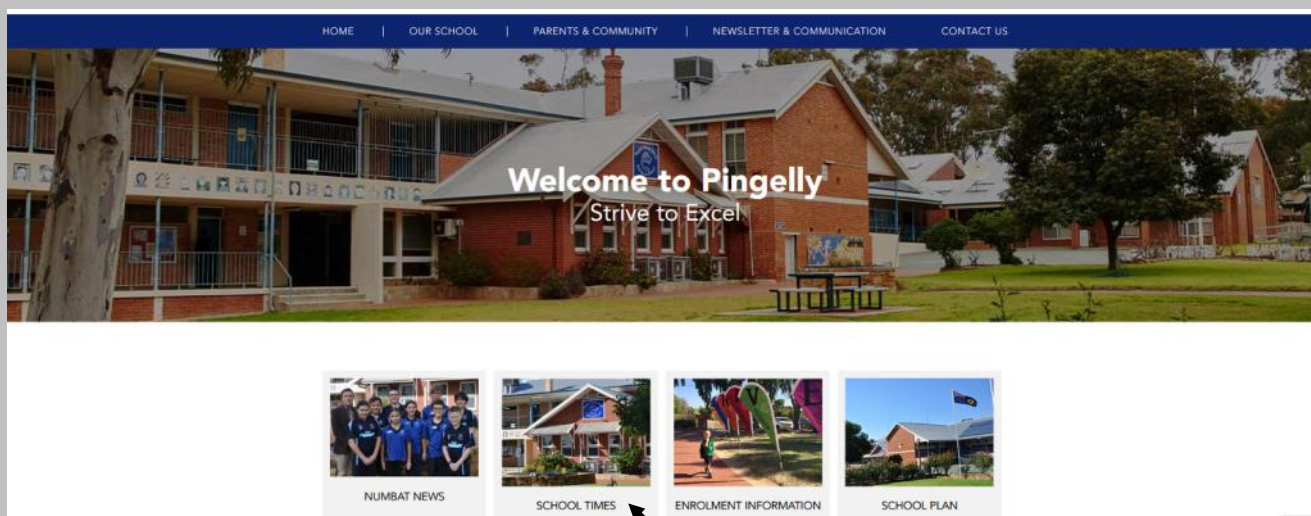 HOME | OUR SCHOOL | PARENTS & COMMUNITY | NEWSLETTER & COMMUNICATION CONTACT US
Welcome to Pingelly
Strive to Excel
NUMBAT NEWS
SCHOOL TIMES
ENROLMENT INFORMATION
SCHOOL PLAN